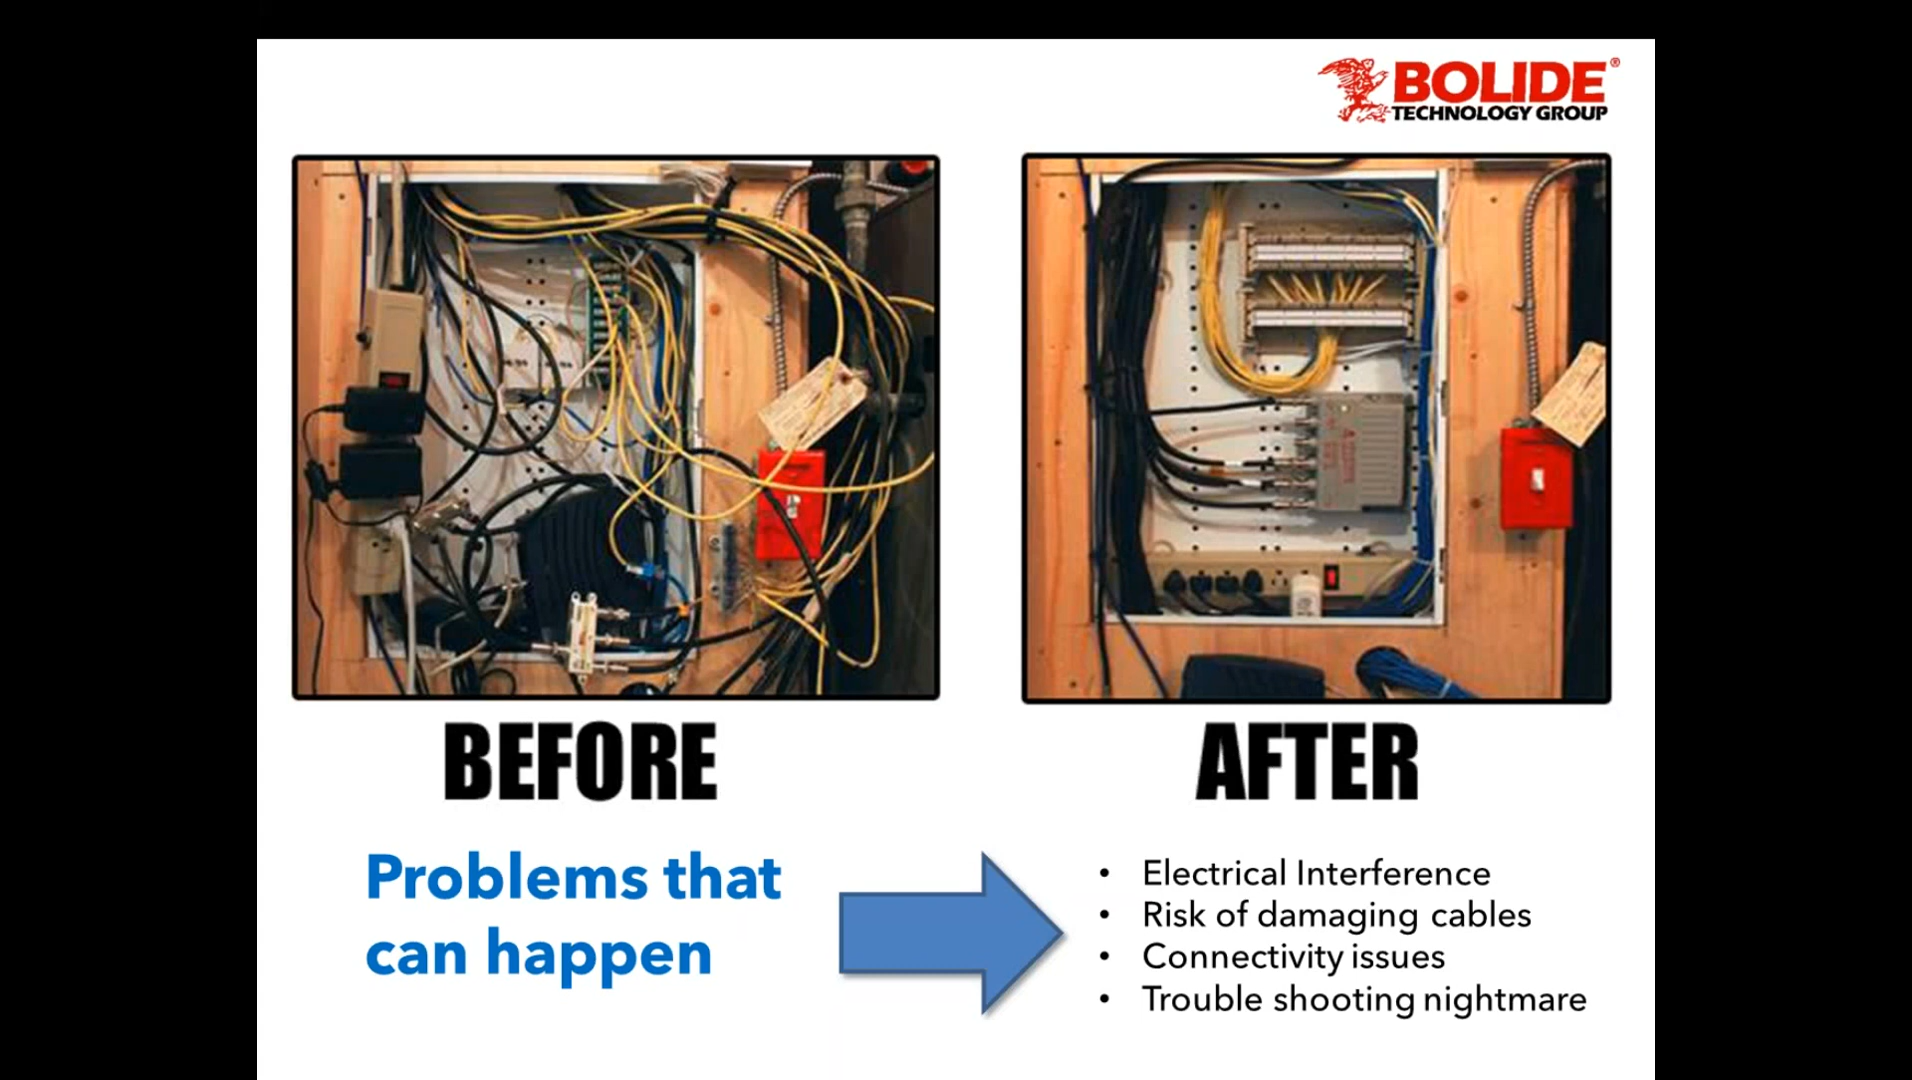 BOLIDE®
TECHNOLOGY GROUP
BEFORE
AFTER
Problems that
can happen
• Electrical Interference
• Risk of damaging cables
• Connectivity issues
• Trouble shooting nightmare